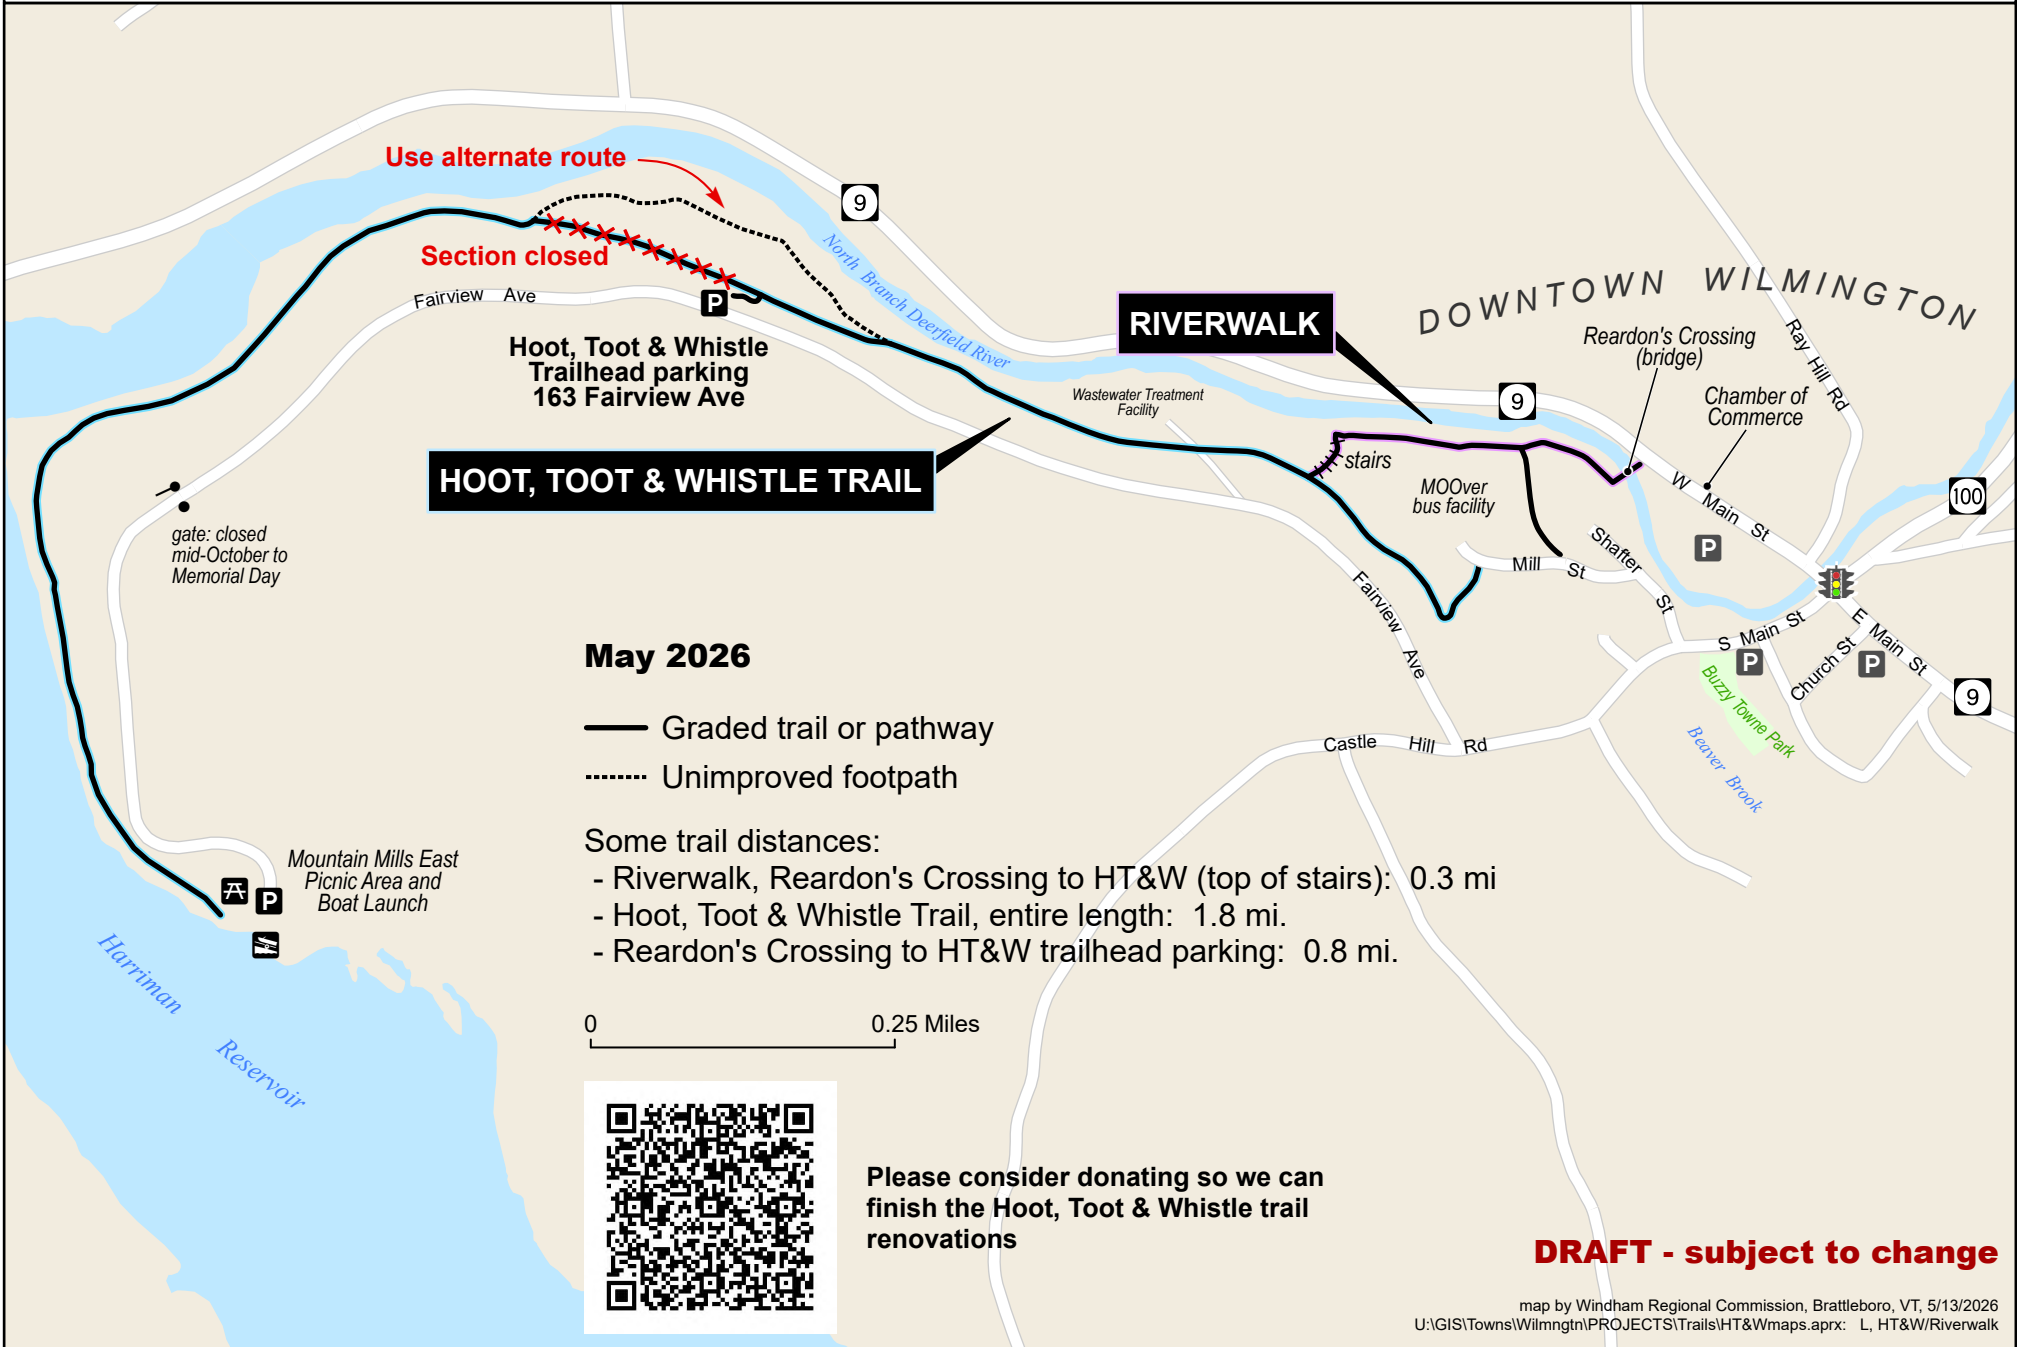 Use alternate route
9
Section closed
Fairview Ave
P
North Branch Deerfield River
DOWNTOWN WILMINGTON
RIVERWALK
Reardon's Crossing
(bridge)
Ray Hill Rd
Hoot, Toot & Whistle
Trailhead parking
163 Fairview Ave
Wastewater Treatment
Facility
9
Chamber of
Commerce
HOOT, TOOT & WHISTLE TRAIL
stairs
MOOver
bus facility
W Main St
100
gate: closed
mid-October to
Memorial Day
Shafter St
P
Mill St
Fairview Ave
S Main St
E Main St
Church St
P
P
9
Buzzy Towne Park
Beaver Brook
Castle Hill Rd
May 2026
Graded trail or pathway
Unimproved footpath
Some trail distances:
- Riverwalk, Reardon's Crossing to HT&W (top of stairs): 0.3 mi
- Hoot, Toot & Whistle Trail, entire length: 1.8 mi.
- Reardon's Crossing to HT&W trailhead parking: 0.8 mi.
Mountain Mills East
Picnic Area and
Boat Launch
P
Harriman
Reservoir
0 0.25 Miles
Please consider donating so we can
finish the Hoot, Toot & Whistle trail
renovations
DRAFT - subject to change
map by Windham Regional Commission, Brattleboro, VT, 5/13/2026
U:\GIS\Towns\Wilmngtn\PROJECTS\Trails\HT&Wmaps.aprx: L, HT&W/Riverwalk